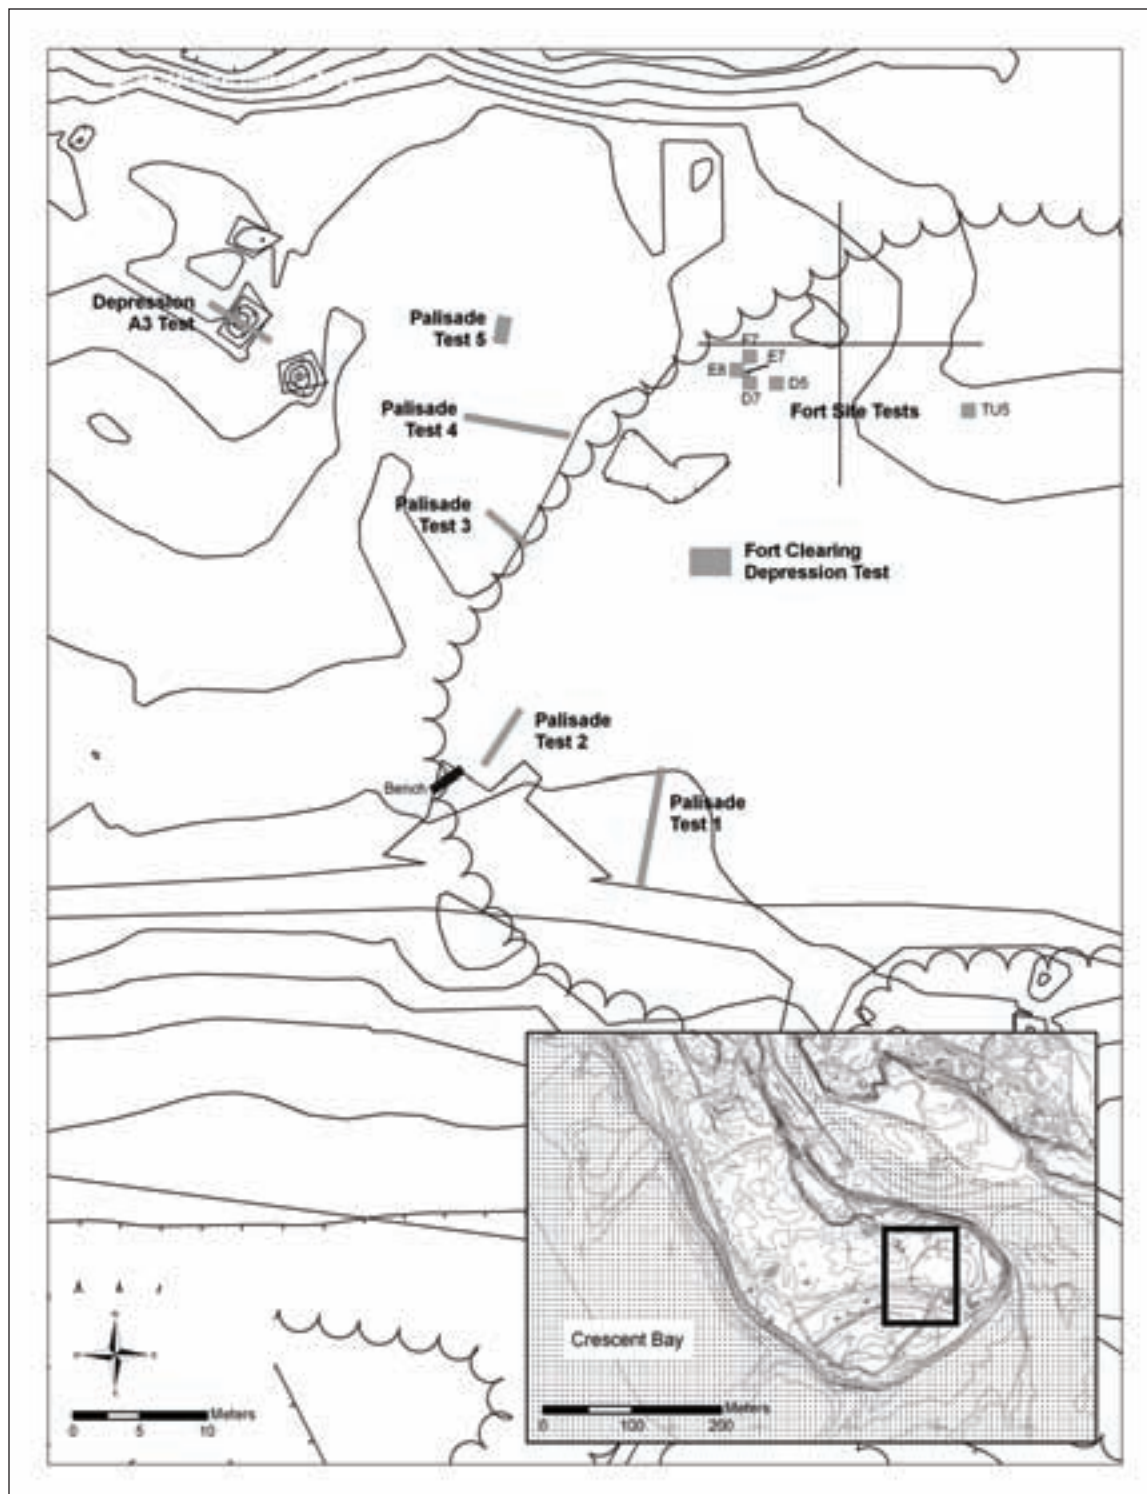 Depression
A3 Test
Palisade
Test 5
F7
E7
E8
D5
D7
Fort Site Tests
TU5
Palisade
Test 4
Palisade
Test 3
Fort Clearing
Depression Test
Palisade
Test 2
Bench
Palisade
Test 1
Crescent Bay
Meters
0 5 10
Meters
0 100 200